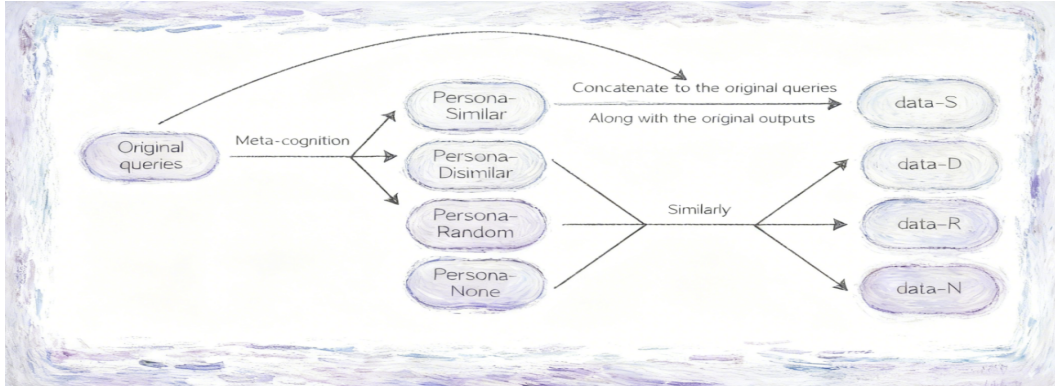 Original
queries
Meta-cognition
Persona-
Similar
Persona-
Disimilar
Persona-
Random
Persona-
None
Concatenate to the original queries
Along with the original outputs
Similarly
data-S
data-D
data-R
data-N